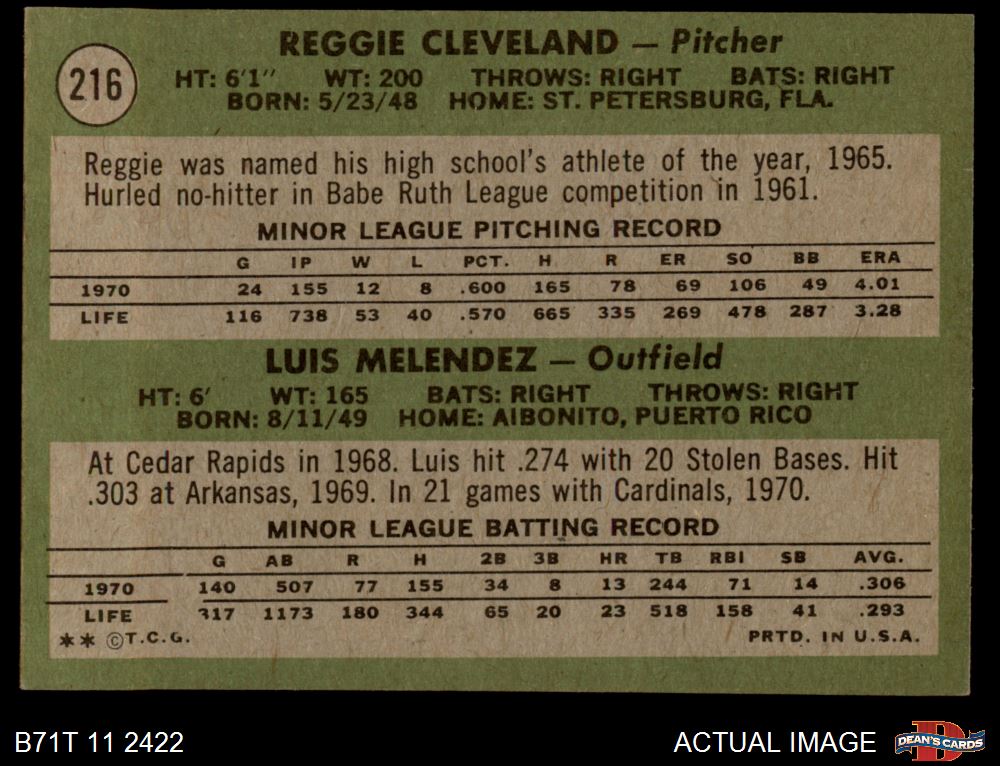 216
REGGIE CLEVELAND — Pitcher
HT: 6'1" WT: 200 THROWS: RIGHT BATS: RIGHT
BORN: 5/23/48 HOME: ST. PETERSBURG, FLA.
Reggie was named his high school's athlete of the year, 1965.
Hurled no-hitter in Babe Ruth League competition in 1961.
MINOR LEAGUE PITCHING RECORD
G IP W L PCT. H R ER SO BB ERA
1970 24 155 12 8 .600 165 78 69 106 49 4.01
LIFE 116 738 53 40 .570 665 335 269 478 287 3.28
LUIS MELENDEZ — Outfield
HT: 6' WT: 165 BATS: RIGHT THROWS: RIGHT
BORN: 8/11/49 HOME: AIBONITO, PUERTO RICO
At Cedar Rapids in 1968. Luis hit .274 with 20 Stolen Bases. Hit
.303 at Arkansas, 1969. In 21 games with Cardinals, 1970.
MINOR LEAGUE BATTING RECORD
G AB R H 2B 3B HR TB RBI SB AVG.
1970 140 507 77 155 34 8 13 244 71 14 .306
LIFE 317 1173 180 344 65 20 23 518 158 41 .293
** ©T.C.G. PRTD. IN U.S.A.
B71T 11 2422 ACTUAL IMAGE DEAN'S CARDS